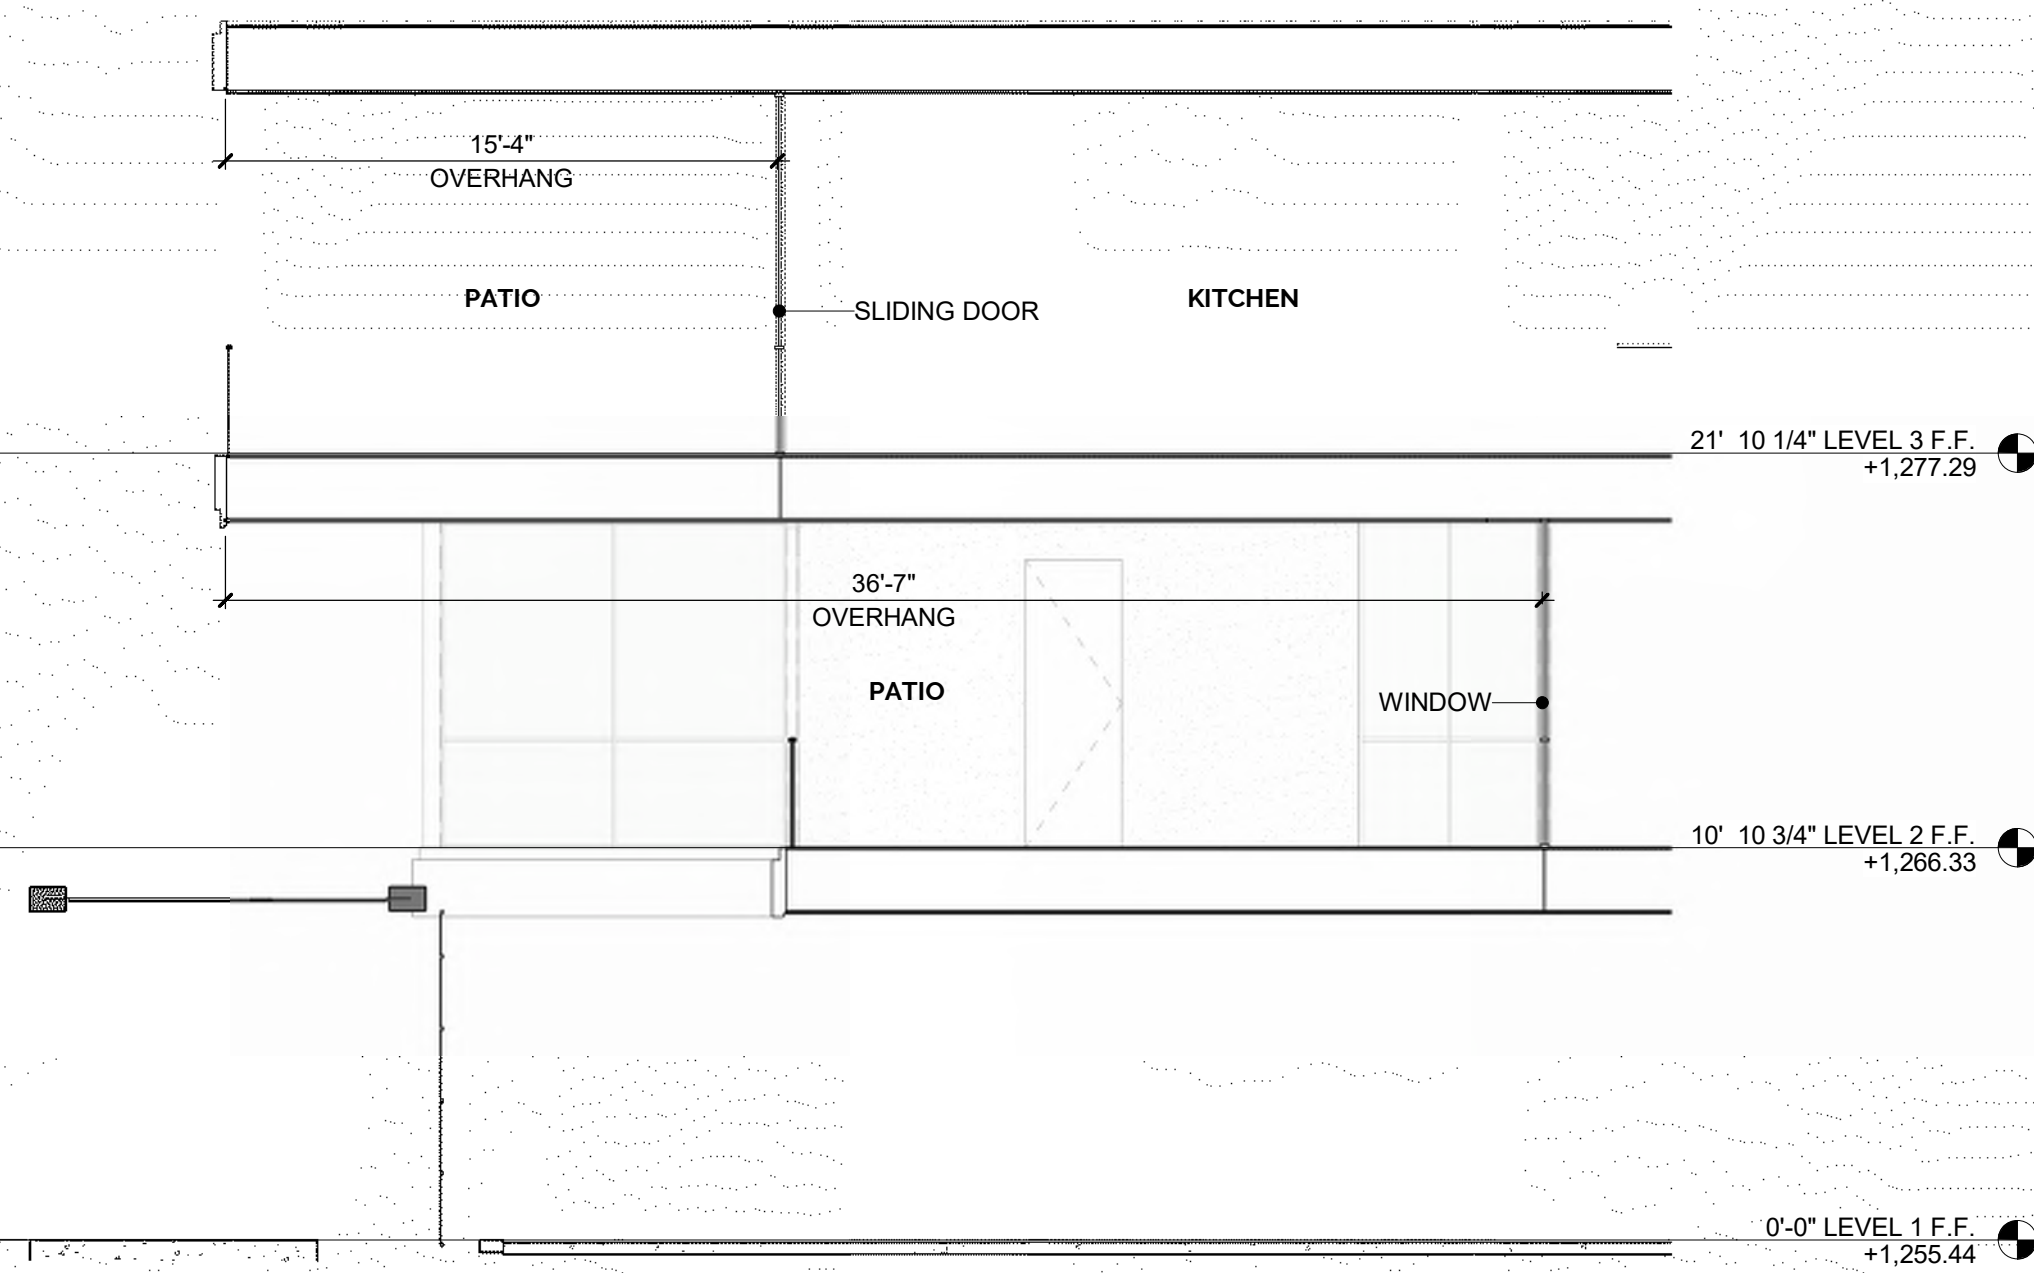 15'-4"
OVERHANG
PATIO
SLIDING DOOR
KITCHEN
21' 10 1/4" LEVEL 3 F.F.
+1,277.29
36'-7"
OVERHANG
PATIO
WINDOW
10' 10 3/4" LEVEL 2 F.F.
+1,266.33
0'-0" LEVEL 1 F.F.
+1,255.44